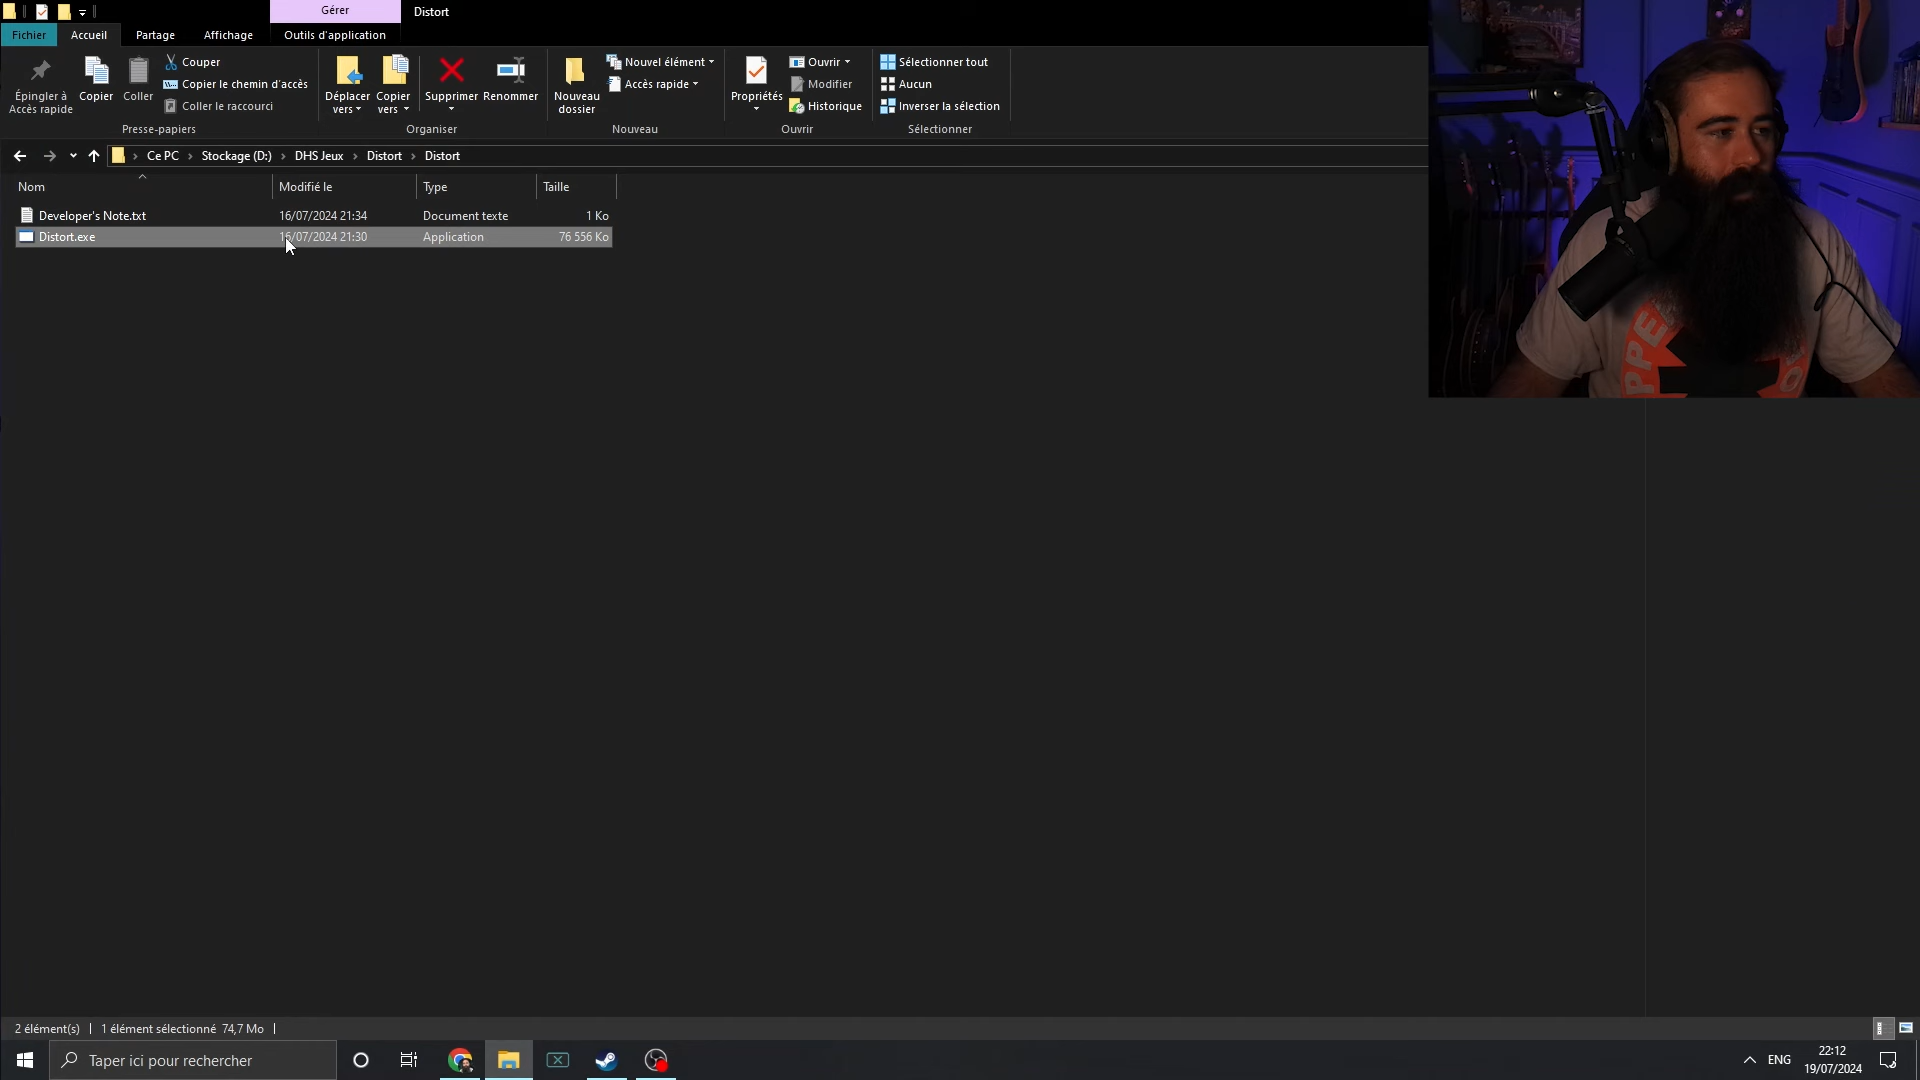 Gérer
Distort
Fichier
Accueil
Partage
Affichage
Outils d'application
Épingler à
Accès rapide
Copier
Coller
Couper
Copier le chemin d'accès
Coller le raccourci
Presse-papiers
Déplacer
vers
Copier
vers
Supprimer
Renommer
Organiser
Nouveau
dossier
Nouvel élément
Accès rapide
Nouveau
Propriétés
Ouvrir
Modifier
Historique
Ouvrir
Sélectionner tout
Aucun
Inverser la sélection
Sélectionner
Ce PC > Stockage (D:) > DHS Jeux > Distort > Distort
Nom Modifié le Type Taille
Developer's Note.txt 16/07/2024 21:34 Document texte 1 Ko
Distort.exe 16/07/2024 21:30 Application 76 556 Ko
2 élément(s) | 1 élément sélectionné 74,7 Mo |
Taper ici pour rechercher
ENG
22:12
19/07/2024